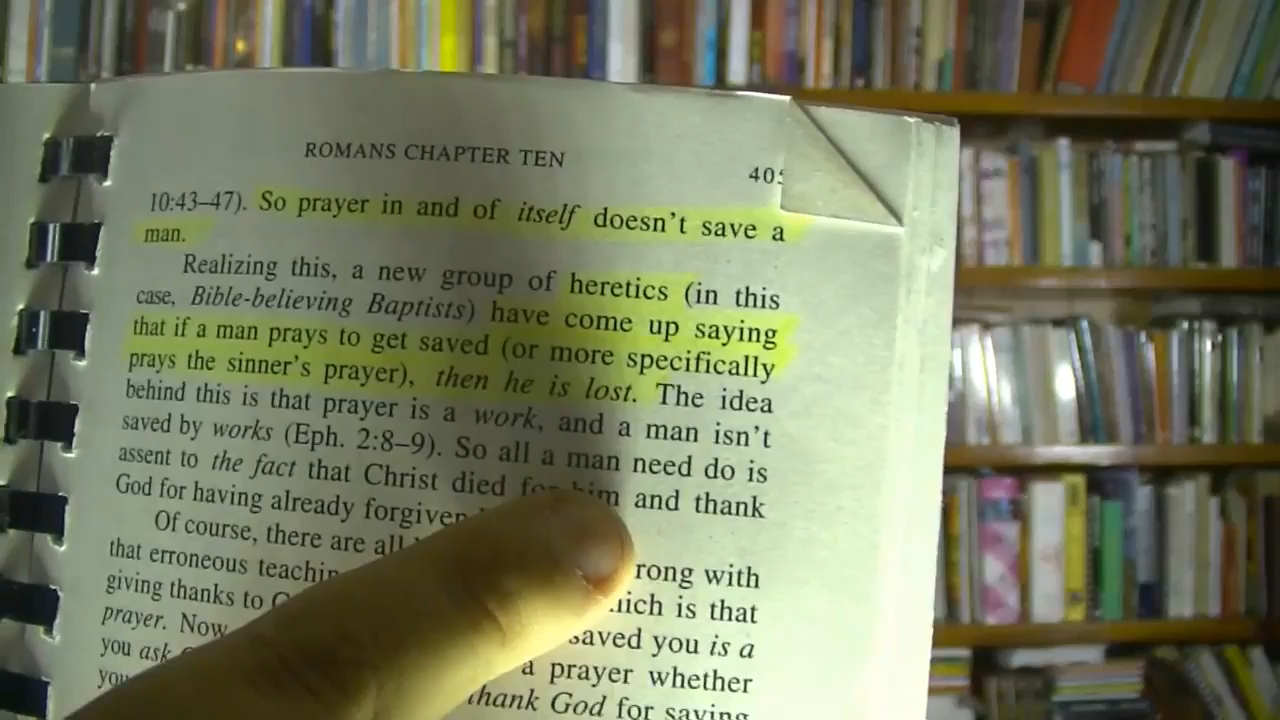 ROMANS CHAPTER TEN
40
10:43–47). So prayer in and of itself doesn't save a
man.
Realizing this, a new group of heretics (in this
case, Bible-believing Baptists) have come up saying
that if a man prays to get saved (or more specifically
prays the sinner's prayer), then he is lost. The idea
behind this is that prayer is a work, and a man isn't
saved by works (Eph. 2:8–9). So all a man need do is
assent to the fact that Christ died for him and thank
God for having already forgiven
Of course, there are all rong with
that erroneous teachin hich is that
giving thanks to G saved you is a
prayer. Now a prayer whether
you ask thank God for saving
you